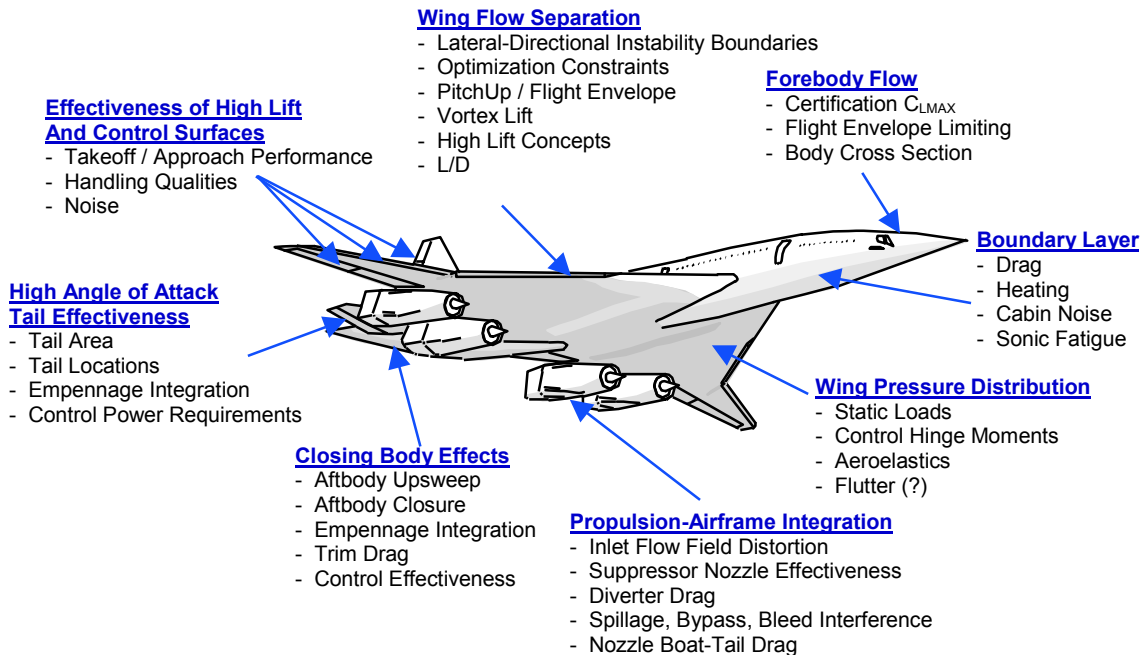 Wing Flow Separation
- Lateral-Directional Instability Boundaries
- Optimization Constraints
- PitchUp / Flight Envelope
- Vortex Lift
- High Lift Concepts
- L/D
Forebody Flow
- Certification CLMAX
- Flight Envelope Limiting
- Body Cross Section
Effectiveness of High Lift
And Control Surfaces
- Takeoff / Approach Performance
- Handling Qualities
- Noise
Boundary Layer
- Drag
- Heating
- Cabin Noise
- Sonic Fatigue
High Angle of Attack
Tail Effectiveness
- Tail Area
- Tail Locations
- Empennage Integration
- Control Power Requirements
Wing Pressure Distribution
- Static Loads
- Control Hinge Moments
- Aeroelastics
- Flutter (?)
Closing Body Effects
- Aftbody Upsweep
- Aftbody Closure
- Empennage Integration
- Trim Drag
- Control Effectiveness
Propulsion-Airframe Integration
- Inlet Flow Field Distortion
- Suppressor Nozzle Effectiveness
- Diverter Drag
- Spillage, Bypass, Bleed Interference
- Nozzle Boat-Tail Drag